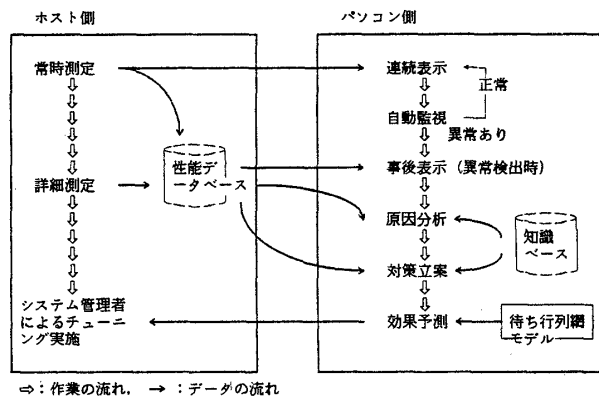 ホスト側
パソコン側
常時測定
連続表示
正常
自動監視
異常あり
性能デ
ータベース
事後表示（異常検出時）
詳細測定
原因分析
知識
ベース
対策立案
システム管理者
によるチューニ
ング実施
効果予測
待ち行列網
モデル
⇨：作業の流れ， →：データの流れ